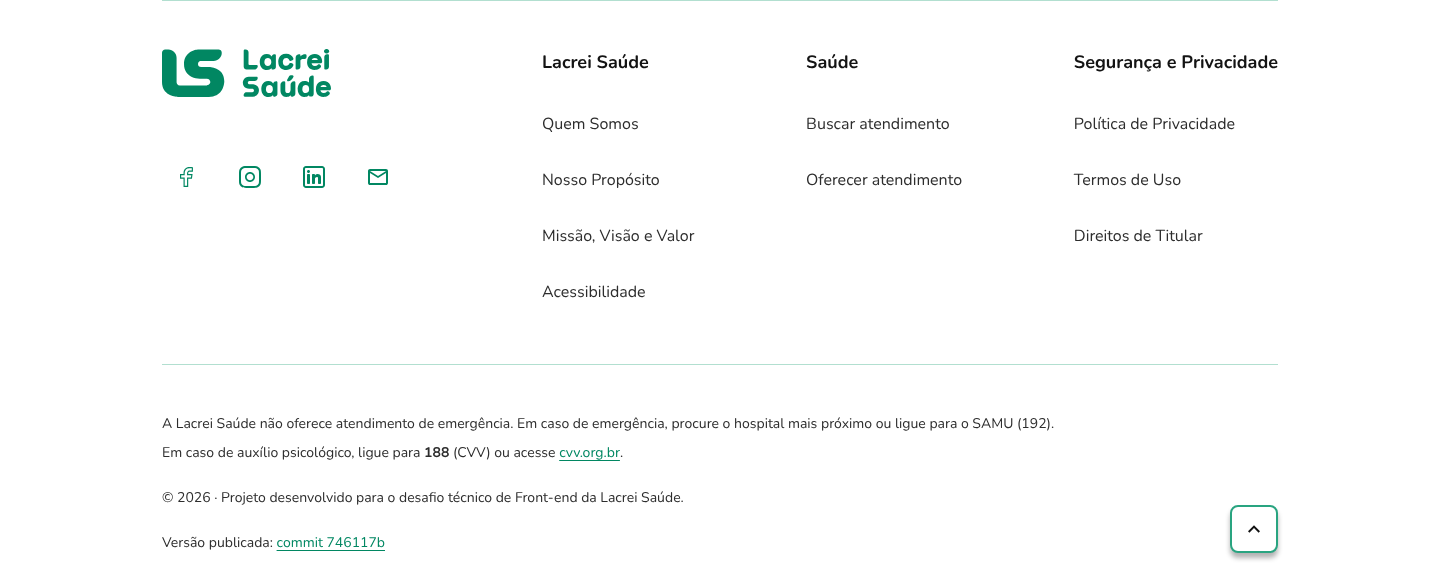 Lacrei
Saúde
Lacrei Saúde
Quem Somos
Nosso Propósito
Missão, Visão e Valor
Acessibilidade
Saúde
Buscar atendimento
Oferecer atendimento
Segurança e Privacidade
Política de Privacidade
Termos de Uso
Direitos de Titular
A Lacrei Saúde não oferece atendimento de emergência. Em caso de emergência, procure o hospital mais próximo ou ligue para o SAMU (192).
Em caso de auxílio psicológico, ligue para 188 (CVV) ou acesse cvv.org.br.
© 2026 · Projeto desenvolvido para o desafio técnico de Front-end da Lacrei Saúde.
Versão publicada: commit 746117b